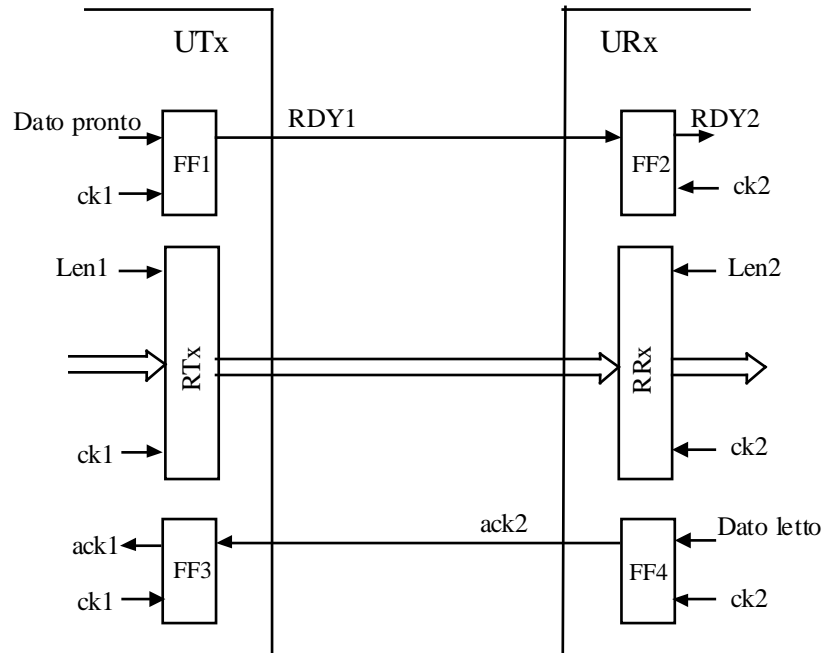 UTx
URx
Dato pronto
RDY1
RDY2
FF1
FF2
ck1
ck2
Len1
Len2
RTx
RRx
ck1
ck2
ack2
Dato letto
ack1
FF3
FF4
ck1
ck2